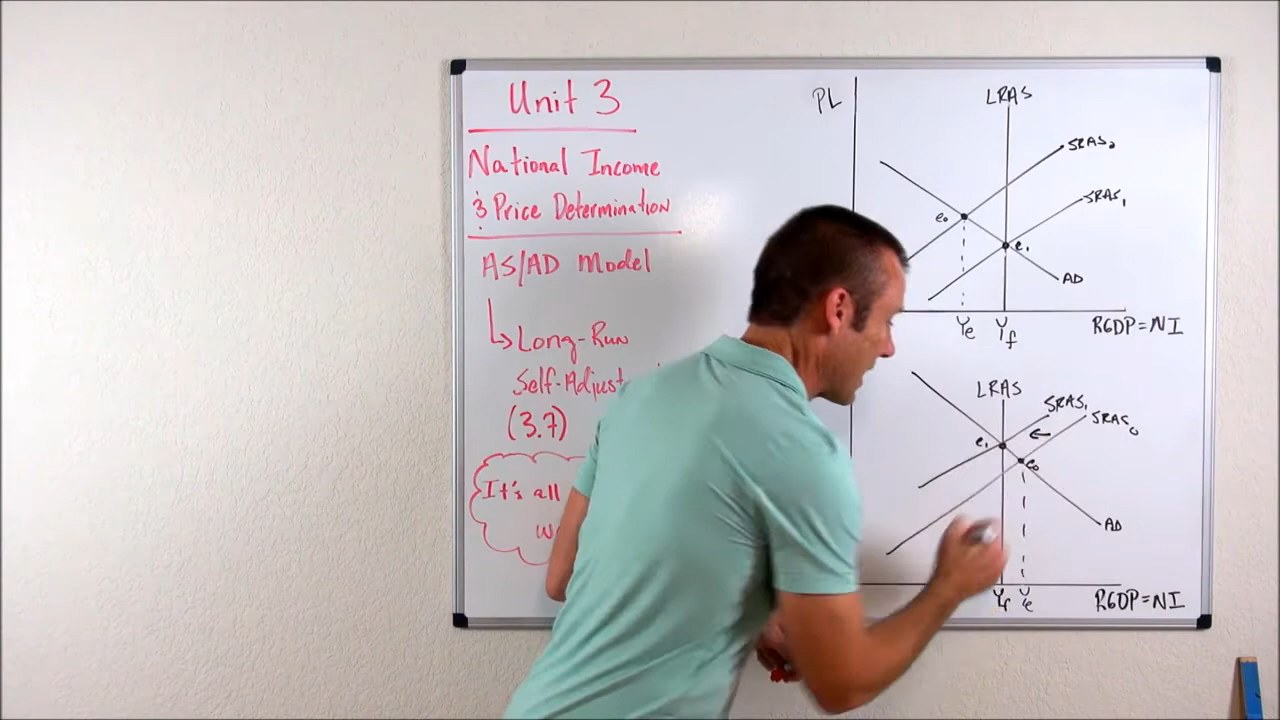 Unit 3
National Income
& Price Determination
AS/AD Model
Long-Run
Self-Adjust
(3.7)
It's all
PL
LRAS
SRAS₀
SRAS₁
e₀
e₁
AD
Ye
Yf
RGDP=NI
LRAS
SRAS₁
SRAS₀
e₁
e₀
AD
Yf
Ye
RGDP=NI